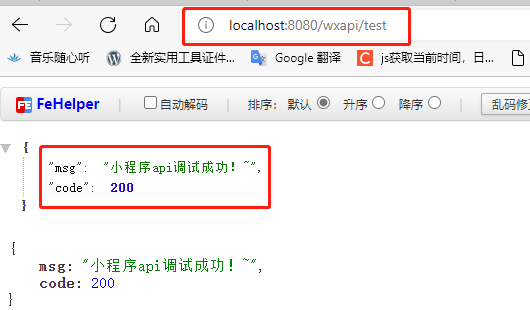 localhost:8080/wxapi/test
音乐随心听 全新实用工具证件... Google 翻译 js获取当前时间，日...
FeHelper 自动解码 排序： 默认 升序 降序
{
"msg": "小程序api调试成功！~",
"code": 200
}
{
msg: "小程序api调试成功！~",
code: 200
}